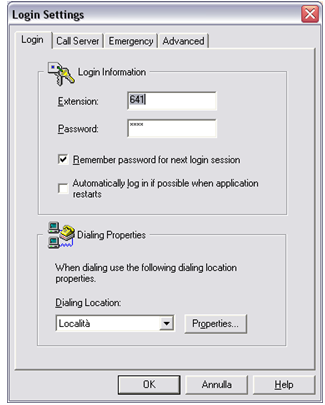 Login Settings
Login Call Server Emergency Advanced
Login Information
Extension: 641
Password: ****
Remember password for next login session
Automatically log in if possible when application
restarts
Dialing Properties
When dialing use the following dialing location
properties.
Dialing Location:
Località Properties...
OK Annulla Help